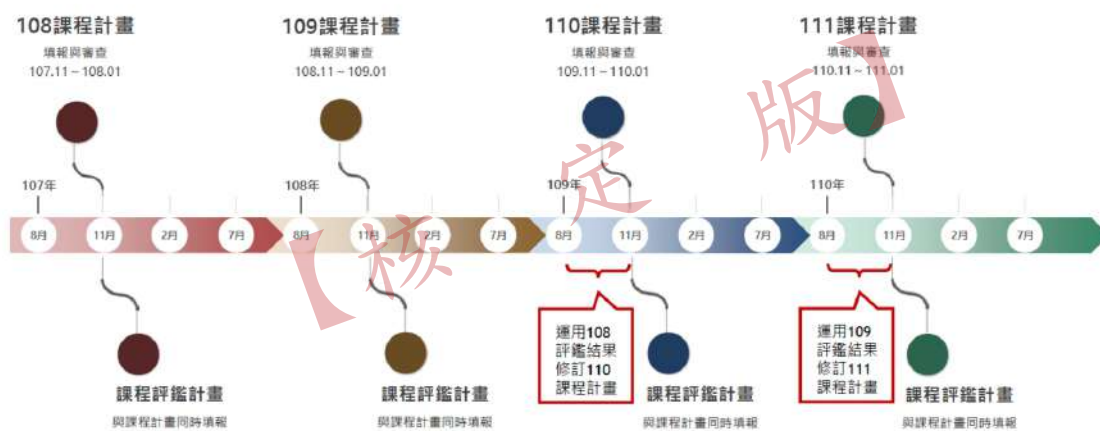 108課程計畫
填報與審查
107.11－108.01
109課程計畫
填報與審查
108.11－109.01
110課程計畫
填報與審查
109.11－110.01
111課程計畫
填報與審查
110.11－111.01
107年
108年
109年
110年
8月 11月 2月 7月 8月 11月 2月 7月 8月 11月 2月 7月 8月 11月 2月 7月
【核定版】
運用108
評鑑結果
修訂110
課程計畫
運用109
評鑑結果
修訂111
課程計畫
課程評鑑計畫
與課程計畫同時填報
課程評鑑計畫
與課程計畫同時填報
課程評鑑計畫
與課程計畫同時填報
課程評鑑計畫
與課程計畫同時填報